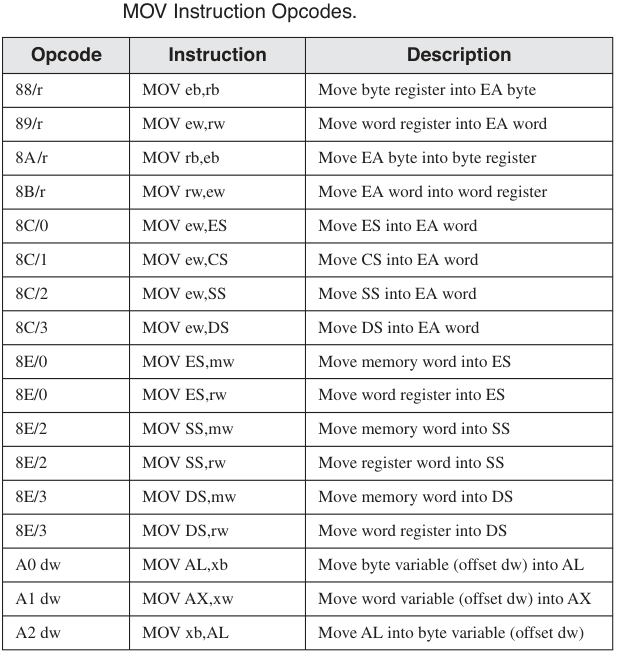 MOV Instruction Opcodes.
Opcode Instruction Description
88/r MOV eb,rb Move byte register into EA byte
89/r MOV ew,rw Move word register into EA word
8A/r MOV rb,eb Move EA byte into byte register
8B/r MOV rw,ew Move EA word into word register
8C/0 MOV ew,ES Move ES into EA word
8C/1 MOV ew,CS Move CS into EA word
8C/2 MOV ew,SS Move SS into EA word
8C/3 MOV ew,DS Move DS into EA word
8E/0 MOV ES,mw Move memory word into ES
8E/0 MOV ES,rw Move word register into ES
8E/2 MOV SS,mw Move memory word into SS
8E/2 MOV SS,rw Move register word into SS
8E/3 MOV DS,mw Move memory word into DS
8E/3 MOV DS,rw Move word register into DS
A0 dw MOV AL,xb Move byte variable (offset dw) into AL
A1 dw MOV AX,xw Move word variable (offset dw) into AX
A2 dw MOV xb,AL Move AL into byte variable (offset dw)